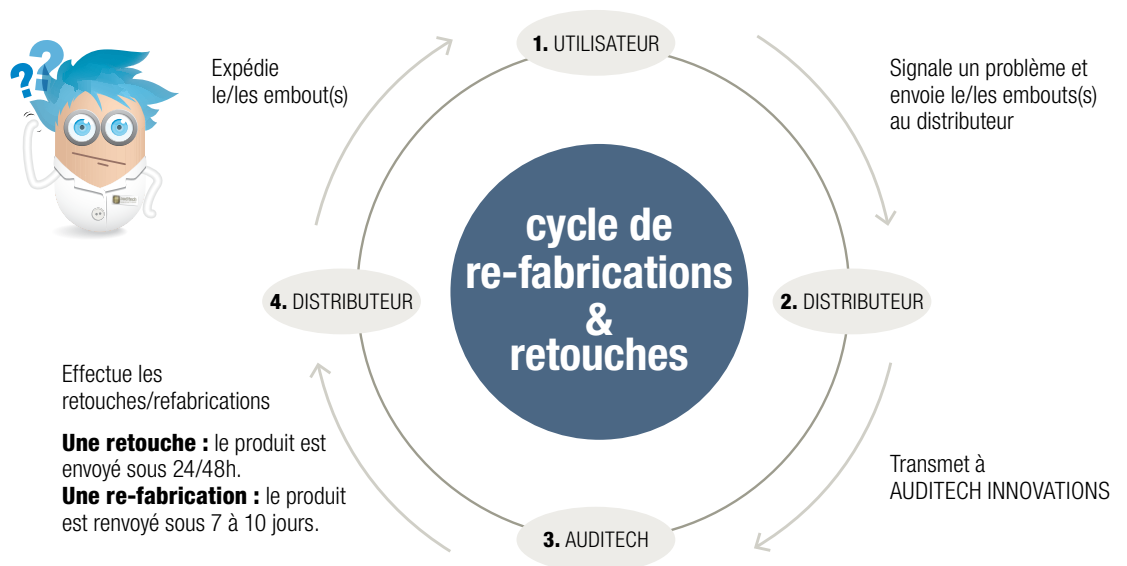 1. UTILISATEUR
Expédie
le/les embout(s)
Signale un problème et
envoie le/les embouts(s)
au distributeur
cycle de
re-fabrications
&
retouches
4. DISTRIBUTEUR
2. DISTRIBUTEUR
Effectue les
retouches/refabrications
Une retouche : le produit est
envoyé sous 24/48h.
Une re-fabrication : le produit
est renvoyé sous 7 à 10 jours.
Transmet à
AUDITECH INNOVATIONS
3. AUDITECH
??